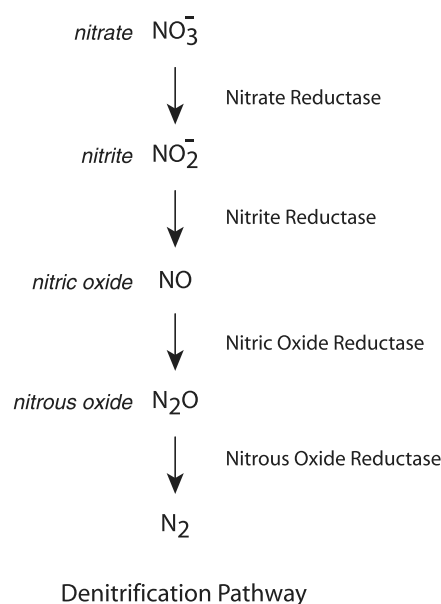 nitrate NO3-
Nitrate Reductase
nitrite NO2-
Nitrite Reductase
nitric oxide NO
Nitric Oxide Reductase
nitrous oxide N2O
Nitrous Oxide Reductase
N2
Denitrification Pathway